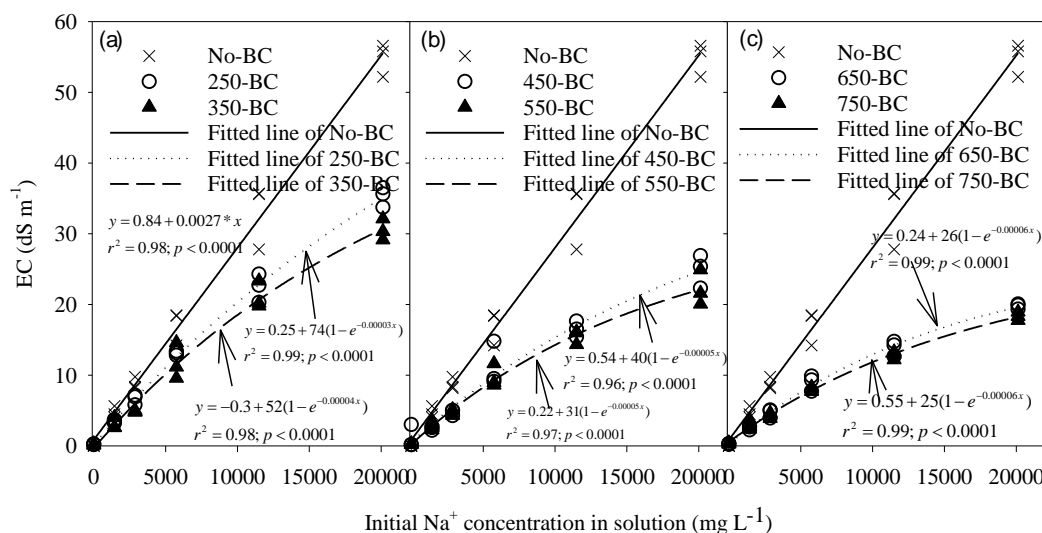 60
50
40
30
20
10
0
EC (dS m⁻¹)
(a)
No-BC
250-BC
350-BC
Fitted line of No-BC
Fitted line of 250-BC
Fitted line of 350-BC
y = 0.84 + 0.0027 * x
r² = 0.98; p < 0.0001
y = 0.25 + 74(1 − e^−0.00003x)
r² = 0.99; p < 0.0001
y = −0.3 + 52(1 − e^−0.00004x)
r² = 0.98; p < 0.0001
0 5000 10000 15000 20000
(b)
No-BC
450-BC
550-BC
Fitted line of No-BC
Fitted line of 450-BC
Fitted line of 550-BC
y = 0.54 + 40(1 − e^−0.00005x)
r² = 0.96; p < 0.0001
y = 0.22 + 31(1 − e^−0.00005x)
r² = 0.97; p < 0.0001
0 5000 10000 15000 20000
(c)
No-BC
650-BC
750-BC
Fitted line of No-BC
Fitted line of 650-BC
Fitted line of 750-BC
y = 0.24 + 26(1 − e^−0.00006x)
r² = 0.99; p < 0.0001
y = 0.55 + 25(1 − e^−0.00006x)
r² = 0.99; p < 0.0001
0 5000 10000 15000 20000
Initial Na⁺ concentration in solution (mg L⁻¹)